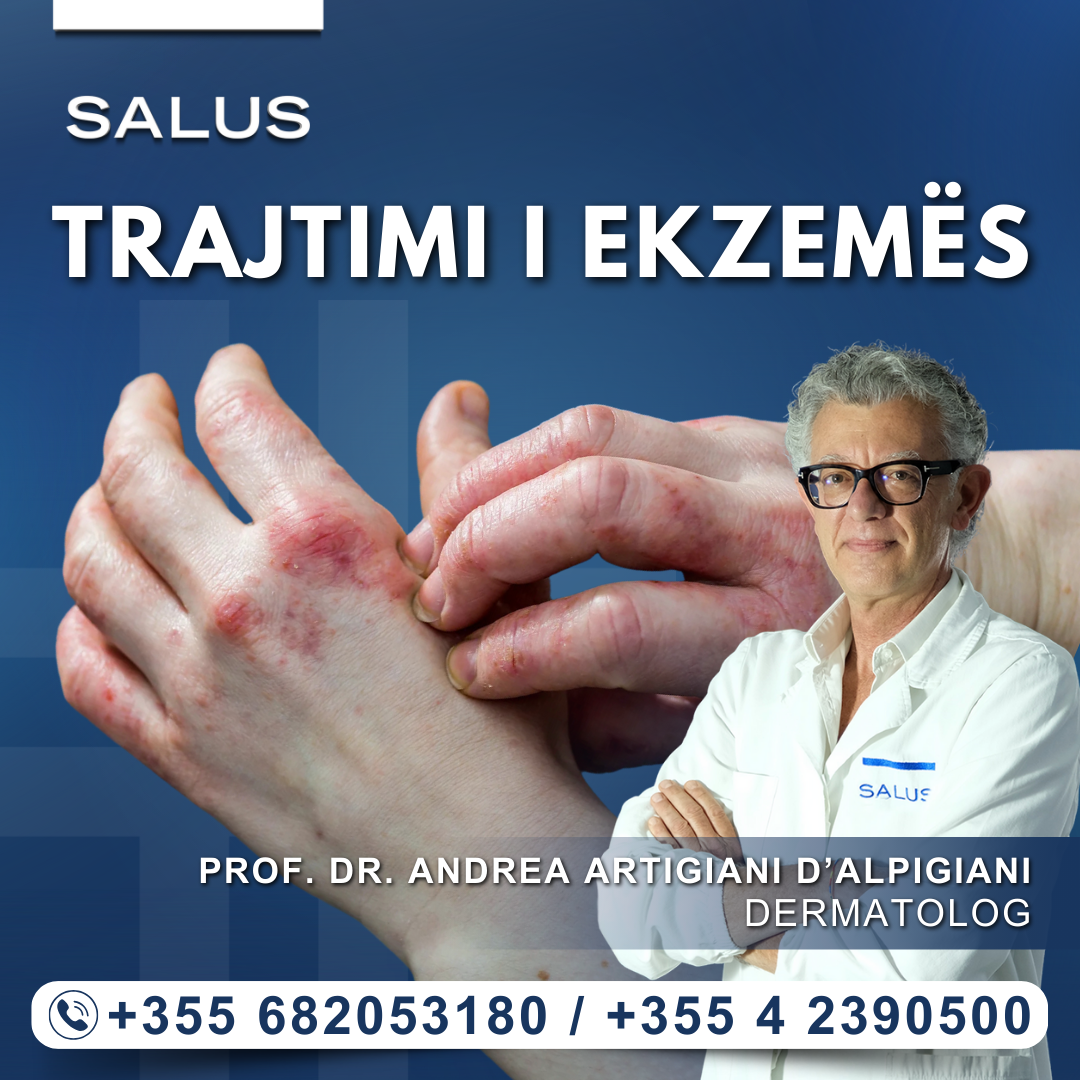 SALUS
TRAJTIMI I EKZEMËS
SALUS
PROF. DR. ANDREA ARTIGIANI D’ALPIGIANI
DERMATOLOG
+355 682053180 / +355 4 2390500